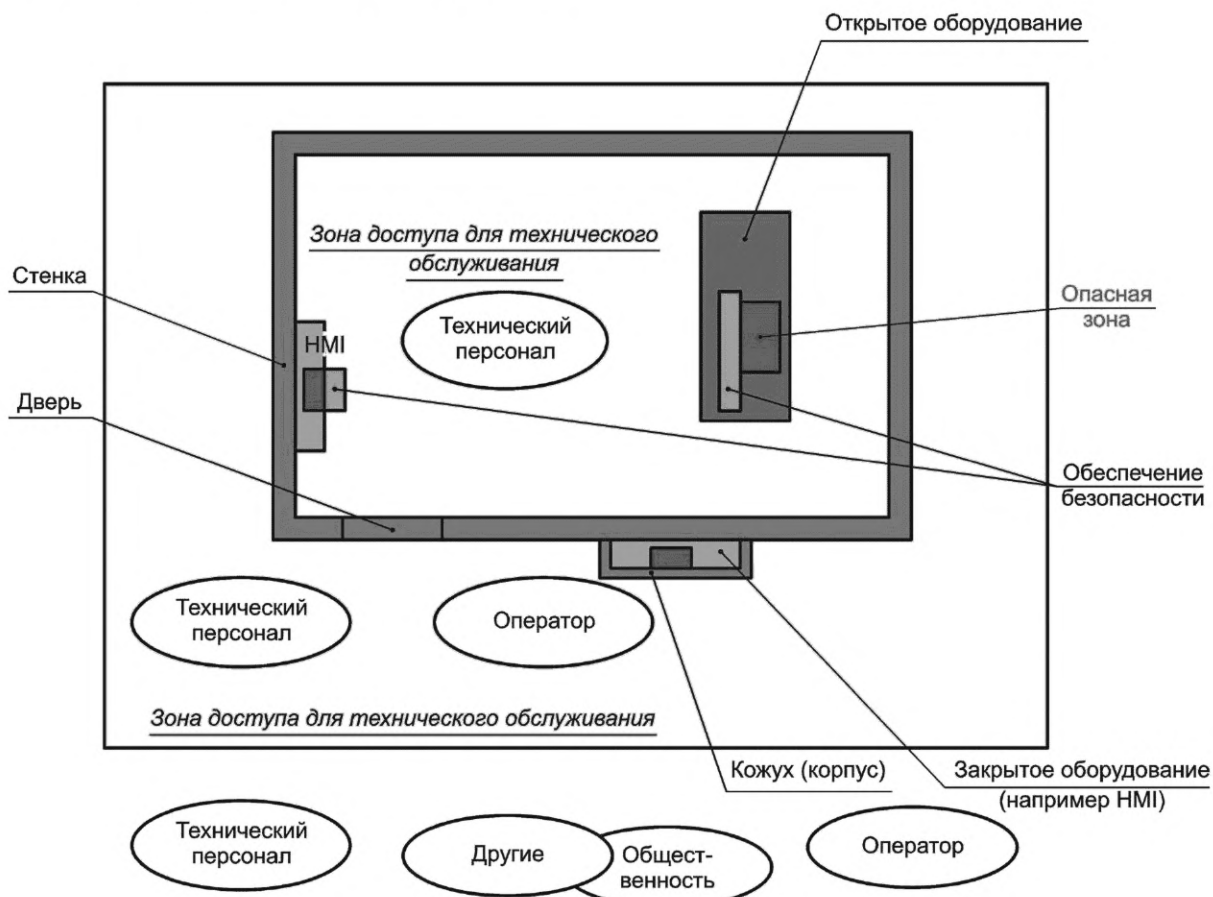 Открытое оборудование
Зона доступа для технического
обслуживания
Стенка
Технический
персонал
Опасная
зона
HMI
Дверь
Обеспечение
безопасности
Технический
персонал
Оператор
Зона доступа для технического обслуживания
Кожух (корпус)
Закрытое оборудование
(например HMI)
Технический
персонал
Другие
Общест-
венность
Оператор